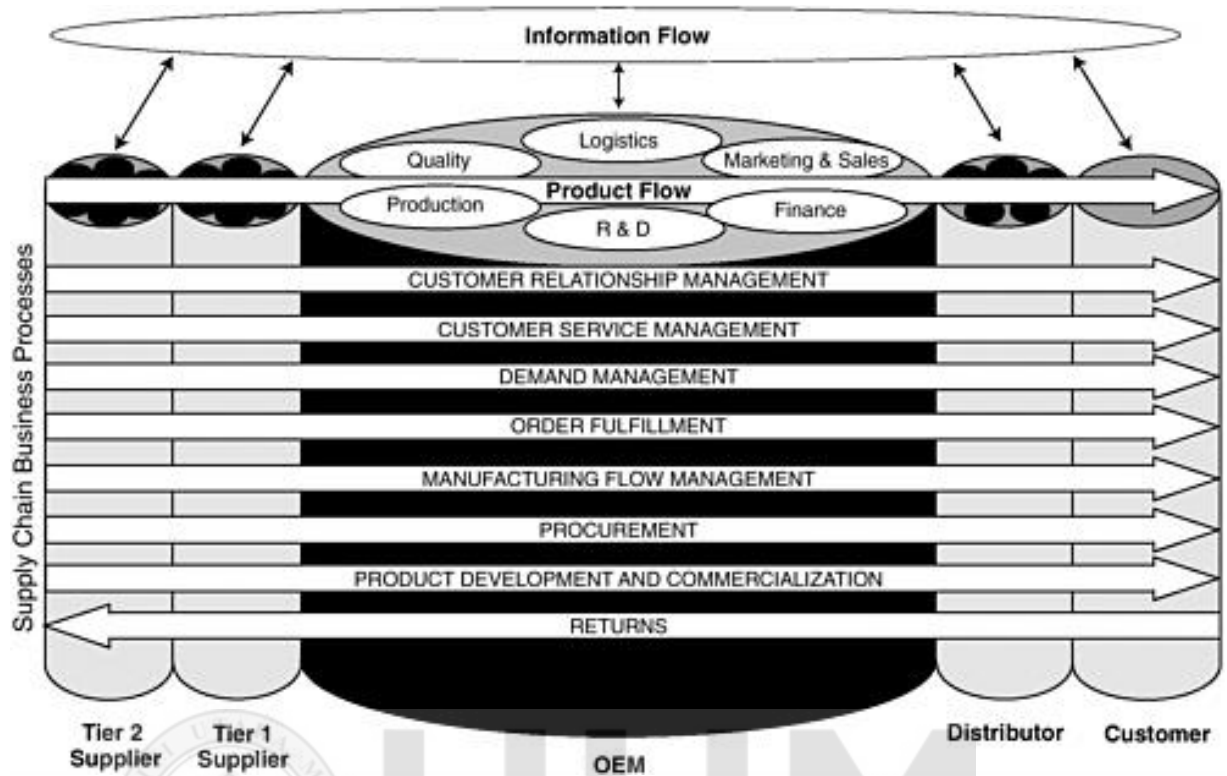 Information Flow
Logistics
Quality
Marketing & Sales
Product Flow
Production
Finance
R & D
Supply Chain Business Processes
CUSTOMER RELATIONSHIP MANAGEMENT
CUSTOMER SERVICE MANAGEMENT
DEMAND MANAGEMENT
ORDER FULFILLMENT
MANUFACTURING FLOW MANAGEMENT
PROCUREMENT
PRODUCT DEVELOPMENT AND COMMERCIALIZATION
RETURNS
Tier 2
Supplier
Tier 1
Supplier
OEM
Distributor
Customer